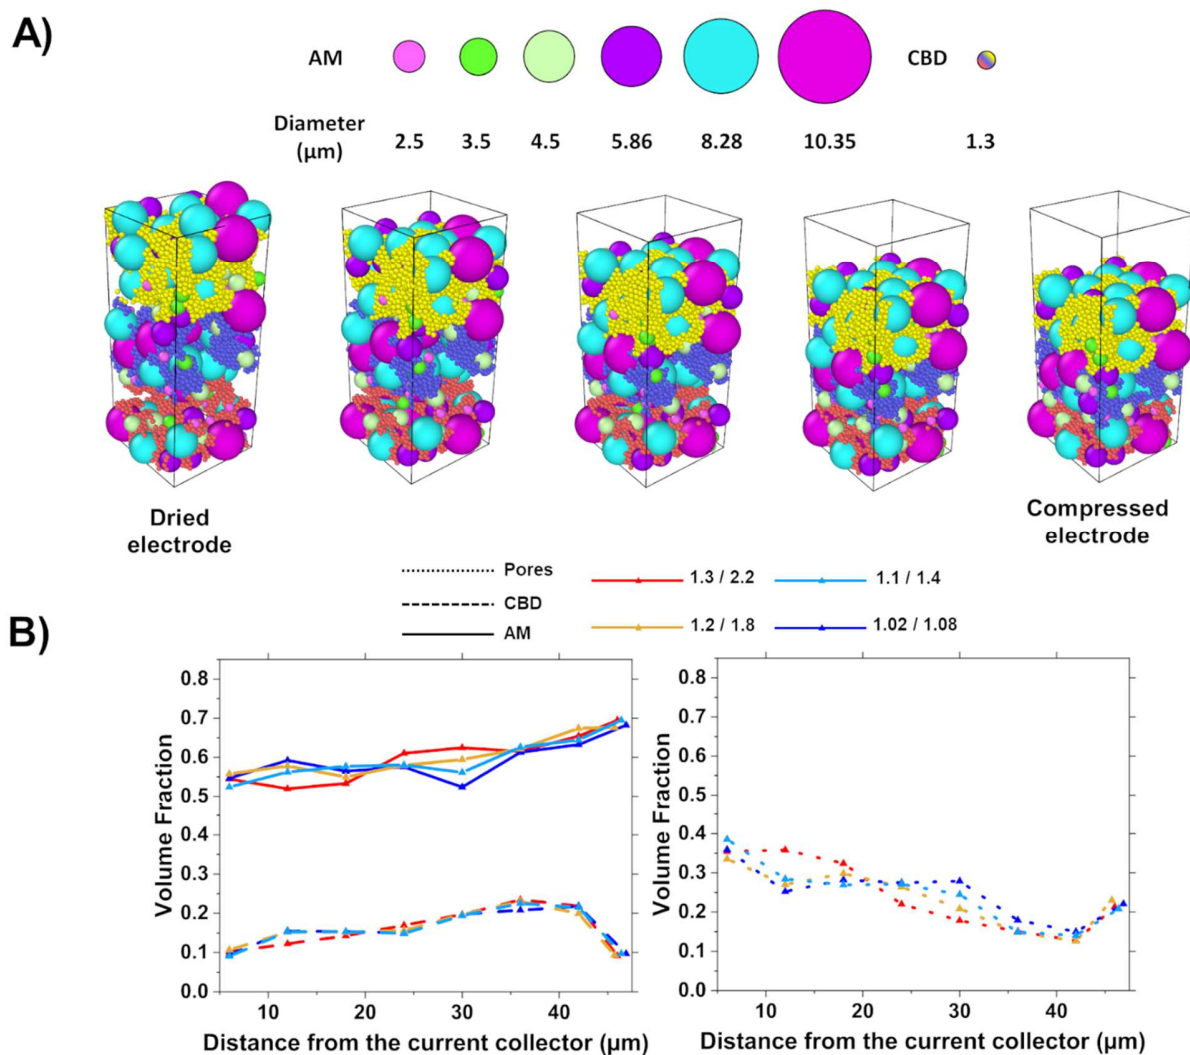 A)
AM
CBD
Diameter
(µm)
2.5 3.5 4.5 5.86 8.28 10.35 1.3
Dried
electrode
Compressed
electrode
Pores
CBD
AM
1.3 / 2.2
1.1 / 1.4
1.2 / 1.8
1.02 / 1.08
B)
Volume Fraction
0.8
0.7
0.6
0.5
0.4
0.3
0.2
0.1
0.0
10 20 30 40
Distance from the current collector (µm)
Volume Fraction
0.8
0.7
0.6
0.5
0.4
0.3
0.2
0.1
0.0
10 20 30 40
Distance from the current collector (µm)